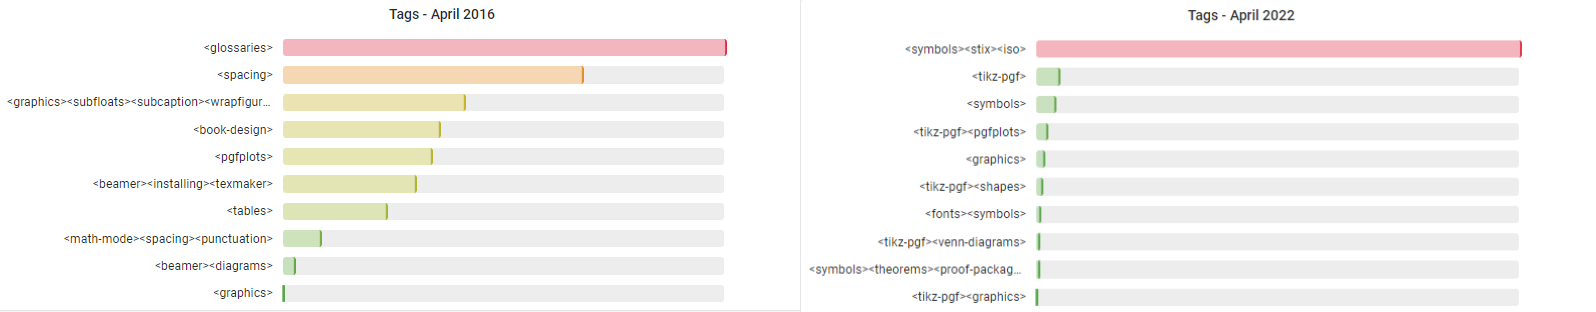 Tags - April 2016
<glossaries>
<spacing>
<graphics><subfloats><subcaption><wrapfigur...
<book-design>
<pgfplots>
<beamer><installing><texmaker>
<tables>
<math-mode><spacing><punctuation>
<beamer><diagrams>
<graphics>
Tags - April 2022
<symbols><stix><iso>
<tikz-pgf>
<symbols>
<tikz-pgf><pgfplots>
<graphics>
<tikz-pgf><shapes>
<fonts><symbols>
<tikz-pgf><venn-diagrams>
<symbols><theorems><proof-packag...
<tikz-pgf><graphics>